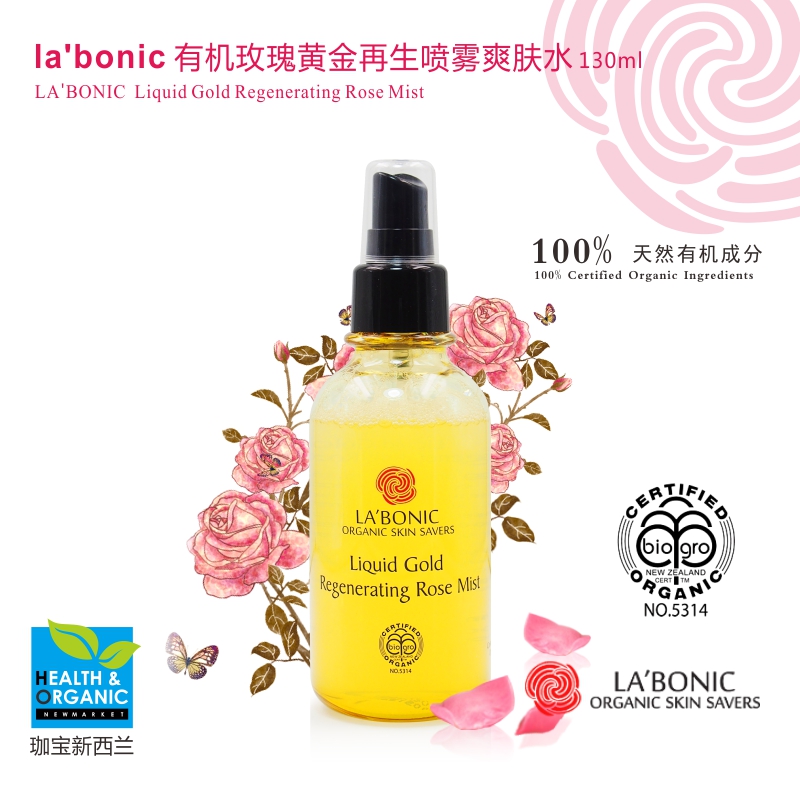 la'bonic 有机玫瑰黄金再生喷雾爽肤水 130ml
LA'BONIC Liquid Gold Regenerating Rose Mist
100% 天然有机成分
100% Certified Organic Ingredients
LA'BONIC
ORGANIC SKIN SAVERS
Liquid Gold
Regenerating Rose Mist
CERTIFIED
bio gro
NEW ZEALAND
ORGANIC
NO.5314
CERTIFIED
bio gro
NEW ZEALAND
CERT TM
ORGANIC
NO.5314
HEALTH &
ORGANIC
NEWMARKET
珈宝新西兰
LA'BONIC
ORGANIC SKIN SAVERS